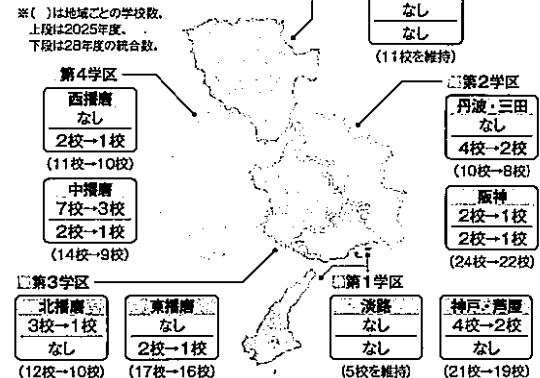 ※( )は地域ごとの学校数。
上段は2025年度、
下段は28年度の統合数。
なし
なし
(11校を維持)
第4学区
西播磨
なし
2校→1校
(11校→10校)
中播磨
7校→3校
2校→1校
(14校→9校)
第2学区
丹波・三田
なし
4校→2校
(10校→8校)
阪神
2校→1校
2校→1校
(24校→22校)
第3学区
北播磨
3校→1校
なし
(12校→10校)
東播磨
なし
2校→1校
(17校→16校)
第1学区
淡路
なし
なし
(5校を維持)
神戸・芦屋
4校→2校
なし
(21校→19校)